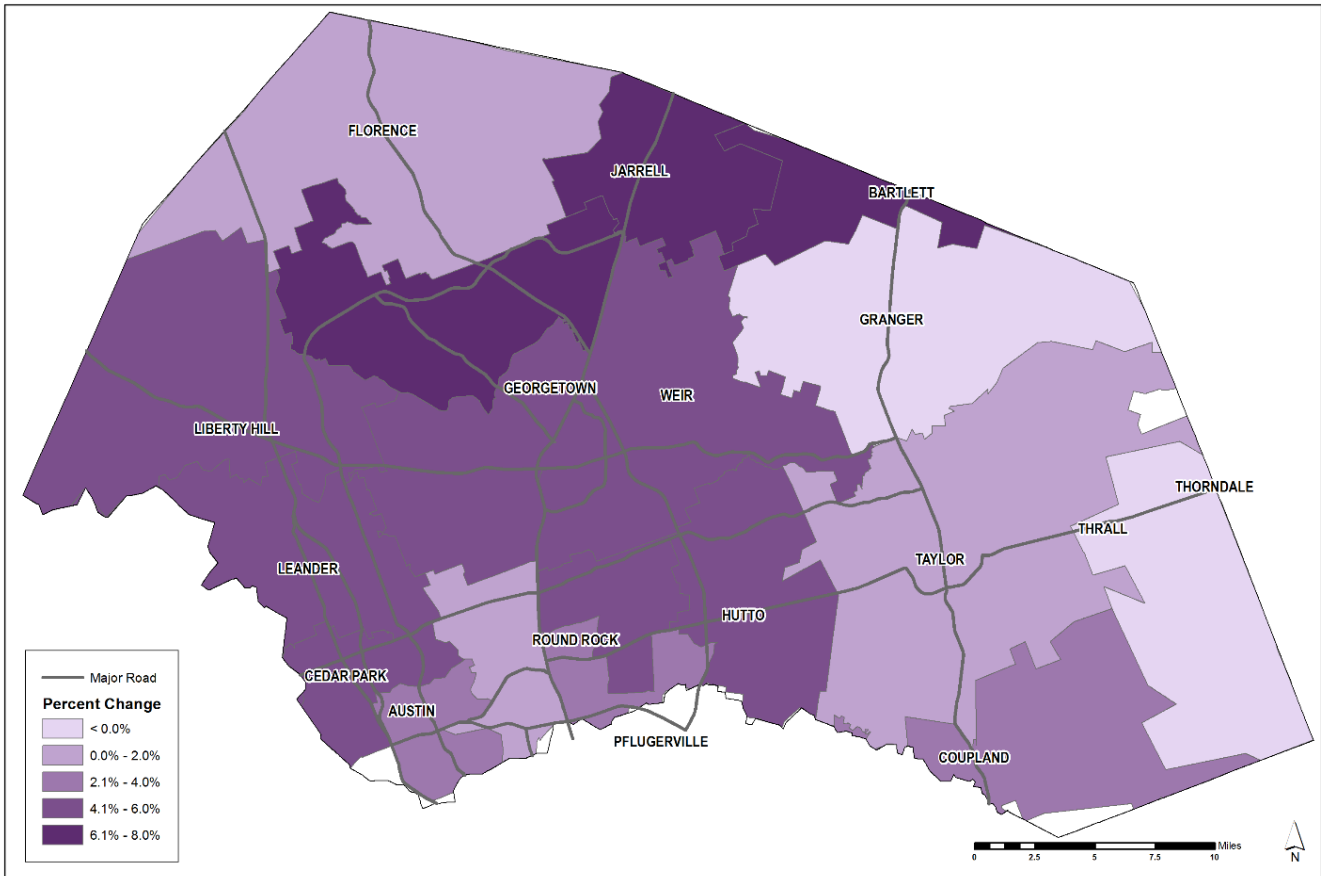 FLORENCE
JARRELL
BARTLETT
GRANGER
GEORGETOWN
WEIR
LIBERTY HILL
THORNDALE
THRALL
TAYLOR
LEANDER
HUTTO
ROUND ROCK
CEDAR PARK
AUSTIN
PFLUGERVILLE
COUPLAND
Major Road
Percent Change
< 0.0%
0.0% - 2.0%
2.1% - 4.0%
4.1% - 6.0%
6.1% - 8.0%
Miles
0 2.5 5 7.5 10
N